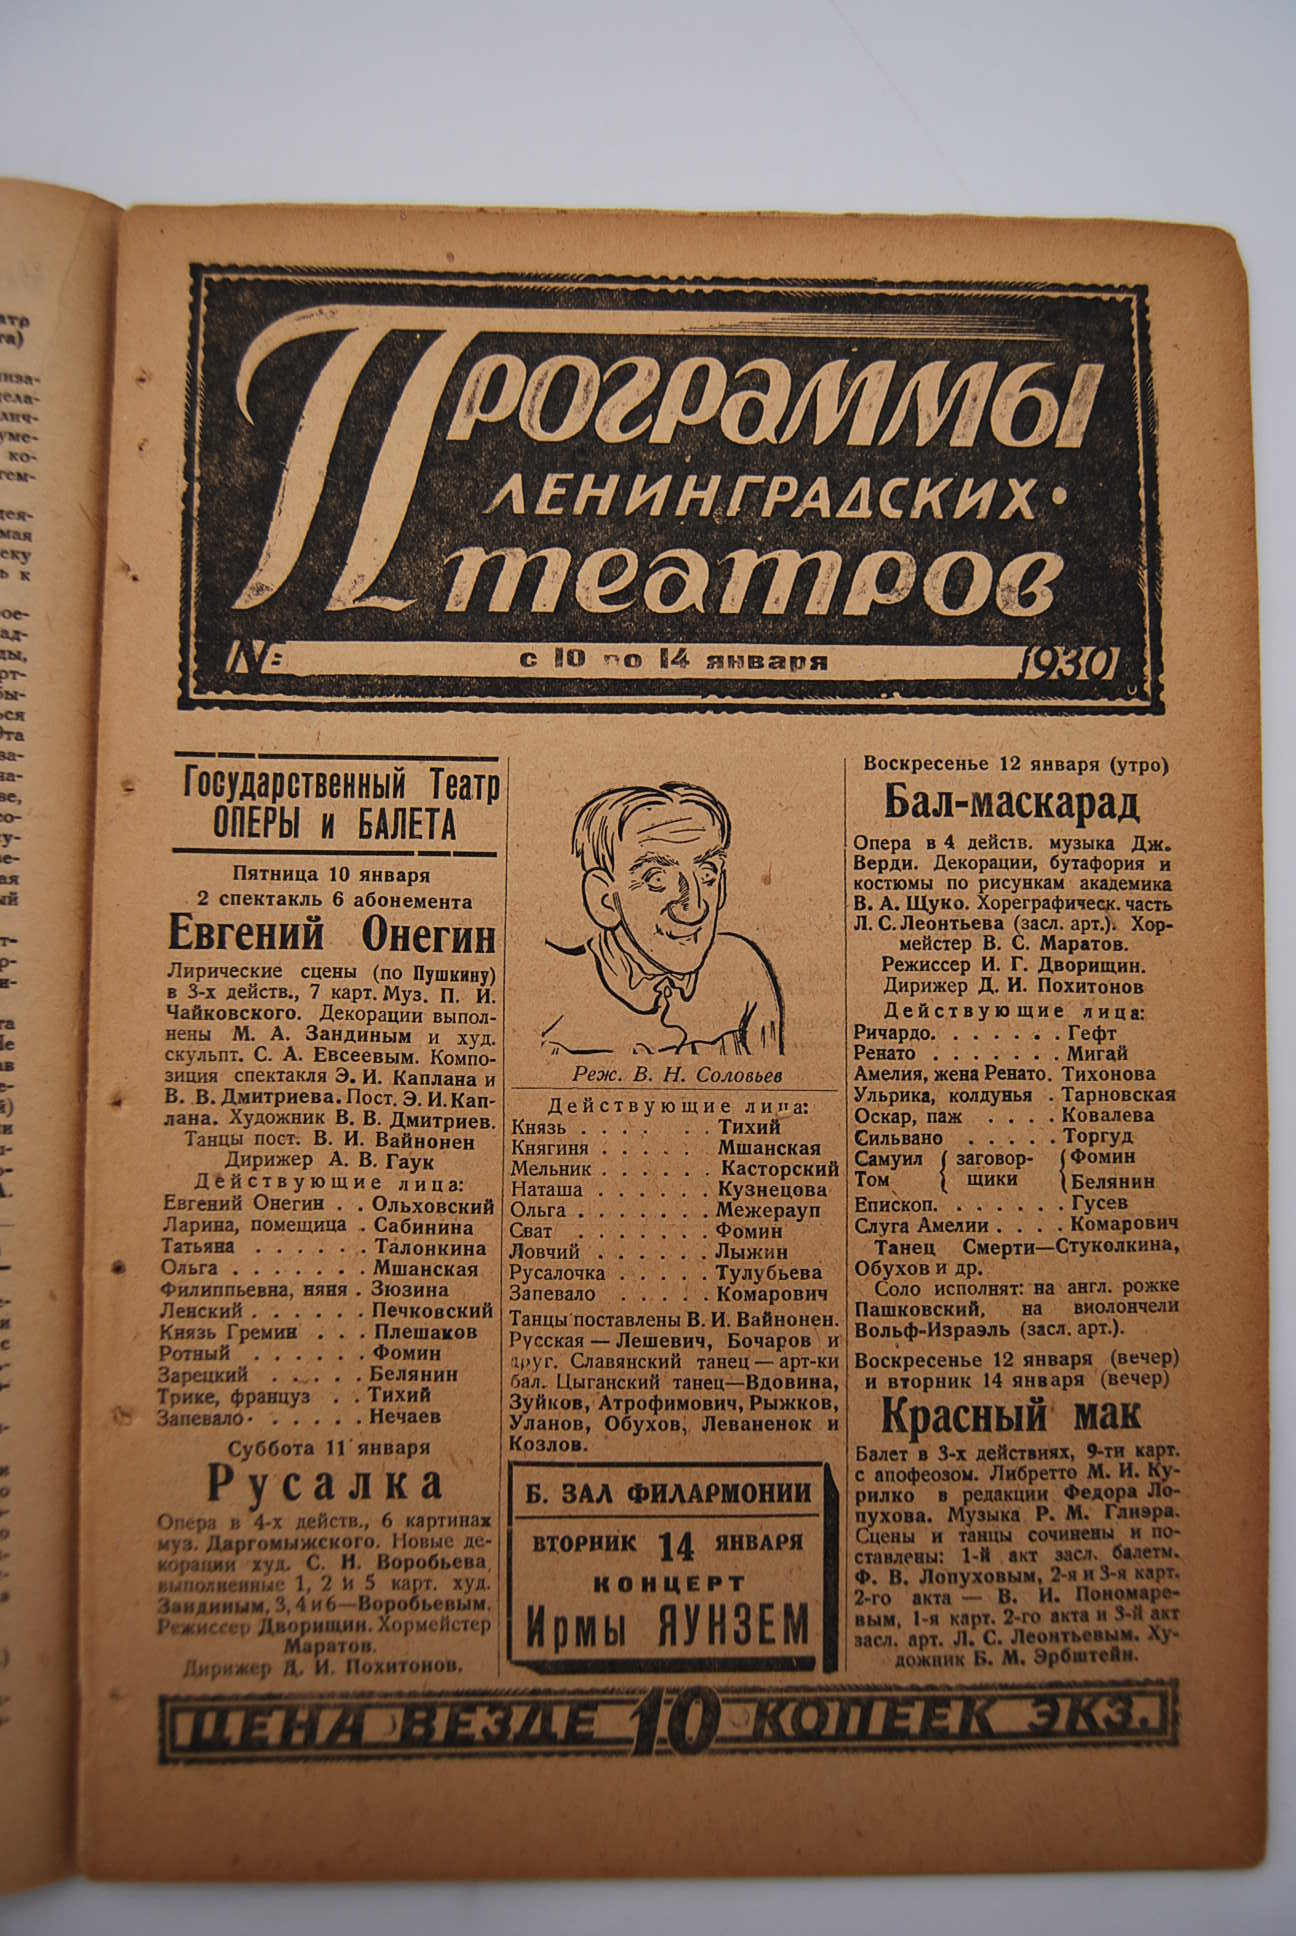 Программы
ЛЕНИНГРАДСКИХ
театров
№
с 10 по 14 января
1930
Государственный Театр
ОПЕРЫ и БАЛЕТА
Пятница 10 января
2 спектакль 6 абонемента
Евгений Онегин
Лирические сцены (по Пушкину)
в 3-х действ., 7 карт. Муз. П. И.
Чайковского. Декорации выпол-
нены М. А. Зандиным и худ.
скульпт. С. А. Евсеевым. Компо-
зиция спектакля Э. И. Каплана и
В. В. Дмитриева. Пост. Э. И. Кап-
лана. Художник В. В. Дмитриев.
Танцы пост. В. И. Вайнонен
Дирижер А. В. Гаук
Действующие лица:
Евгений Онегин . . Ольховский
Ларина, помещица . Сабинина
Татьяна . . . . . . Талонкина
Ольга . . . . . . . Мшанская
Филиппьевна, няня . Зюзина
Ленский . . . . . . Печковский
Князь Гремин . . . Плешаков
Ротный . . . . . . Фомин
Зарецкий . . . . . Белянин
Трике, француз . . Тихий
Запевало . . . . . Нечаев
Суббота 11 января
Русалка
Опера в 4-х действ., 6 картинах
муз. Даргомыжского. Новые де-
корации худ. С. И. Воробьева,
выполненные 1, 2 и 5 карт. худ.
Зандиным, 3, 4 и 6—Воробьевым.
Режиссер Дворищин. Хормейстер
Маратов.
Дирижер Д. И. Похитонов.
Реж. В. Н. Соловьев
Действующие лица:
Князь . . . . . . Тихий
Княгиня . . . . . Мшанская
Мельник . . . . . . Касторский
Наташа . . . . . . Кузнецова
Ольга . . . . . . . Межерауп
Сват . . . . . . . Фомин
Ловчий . . . . . . Лыжин
Русалочка . . . . . Тулубьева
Запевало . . . . . Комарович
Танцы поставлены В. И. Вайнонен.
Русская — Лешевич, Бочаров и
друг. Славянский танец — арт-ки
бал. Цыганский танец—Вдовина,
Зуйков, Атрофимович, Рыжков,
Уланов, Обухов, Леваненок и
Козлов.
Б. ЗАЛ ФИЛАРМОНИИ
ВТОРНИК 14 ЯНВАРЯ
КОНЦЕРТ
Ирмы ЯУНЗЕМ
Воскресенье 12 января (утро)
Бал-маскарад
Опера в 4 действ. музыка Дж.
Верди. Декорации, бутафория и
костюмы по рисункам академика
В. А. Щуко. Хореграфическ. часть
Л. С. Леонтьева (засл. арт.). Хор-
мейстер В. С. Маратов.
Режиссер И. Г. Дворищин.
Дирижер Д. И. Похитонов
Действующие лица:
Ричардо. . . . . . . Гефт
Ренато . . . . . . . Мигай
Амелия, жена Ренато. Тихонова
Ульрика, колдунья . Тарновская
Оскар, паж . . . . Ковалева
Сильвано . . . . . Торгуд
Самуил { заговор- { Фомин
Том { щики { Белянин
Епископ. . . . . . . Гусев
Слуга Амелии . . . . Комарович
Танец Смерти—Стуколкина,
Обухов и др.
Соло исполнят: на англ. рожке
Пашковский, на виолончели
Вольф-Израэль (засл. арт.).
Воскресенье 12 января (вечер)
и вторник 14 января (вечер)
Красный мак
Балет в 3-х действиях, 9-ти карт.
с апофеозом. Либретто М. И. Ку-
рилко в редакции Федора Ло-
пухова. Музыка Р. М. Глиэра.
Сцены и танцы сочинены и по-
ставлены: 1-й акт засл. балетм.
Ф. В. Лопуховым, 2-я и 3-я карт.
2-го акта — В. И. Пономаре-
вым, 1-я карт. 2-го акта и 3-й акт
засл. арт. Л. С. Леонтьевым. Ху-
дожник Б. М. Эрбштейн.
ЦЕНА ВЕЗДЕ 10 КОПЕЕК ЭКЗ.